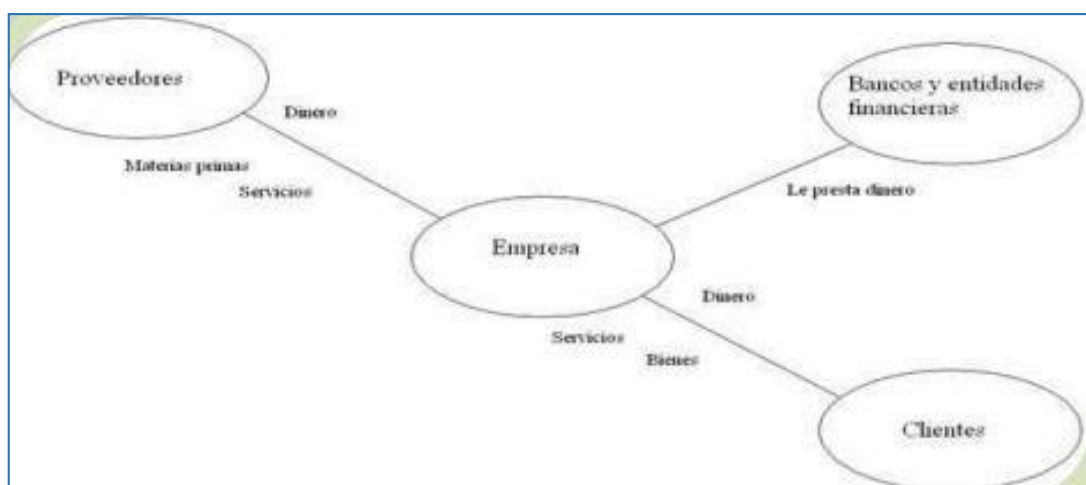 Proveedores
Dinero
Materias primas
Servicios
Bancos y entidades
financieras
Le presta dinero
Empresa
Dinero
Servicios
Bienes
Clientes